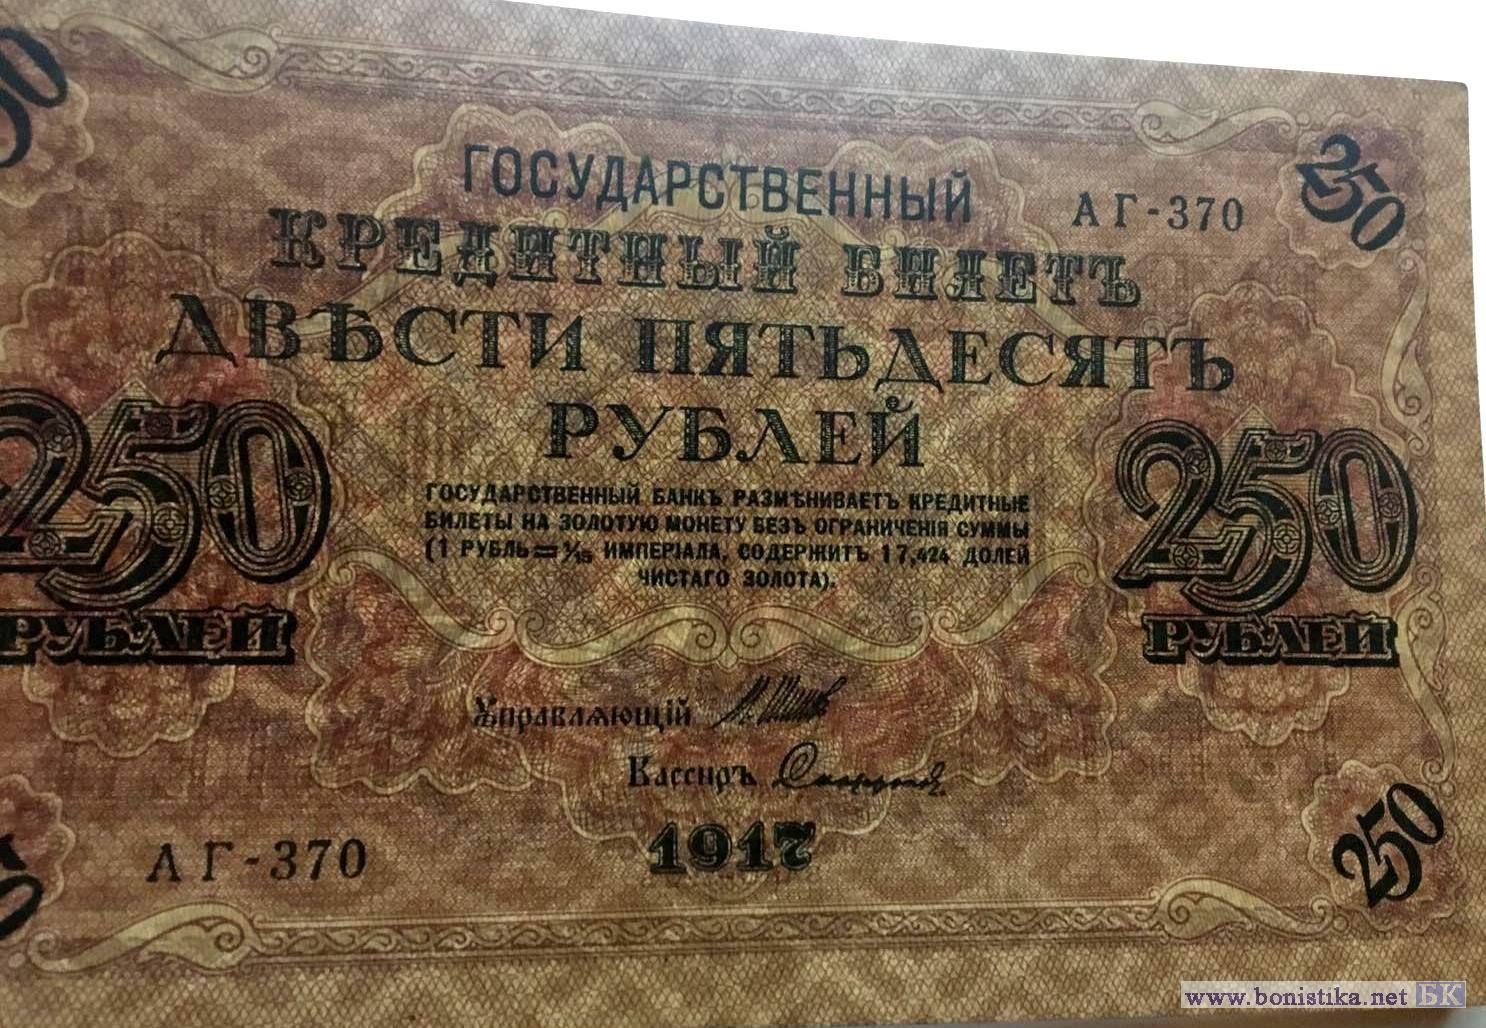 ГОСУДАРСТВЕННЫЙ
АГ-370
250
КРЕДИТНЫЙ БИЛЕТЪ
ДВѢСТИ ПЯТЬДЕСЯТЪ
РУБЛЕЙ
250
РУБЛЕЙ
ГОСУДАРСТВЕННЫЙ БАНКЪ РАЗМѢНИВАЕТЪ КРЕДИТНЫЕ
БИЛЕТЫ НА ЗОЛОТУЮ МОНЕТУ БЕЗЪ ОГРАНИЧЕНІЯ СУММЫ
(1 РУБЛЬ=1/15 ИМПЕРІАЛА, СОДЕРЖИТЪ 17,424 ДОЛЕЙ
ЧИСТАГО ЗОЛОТА).
250
РУБЛЕЙ
Управляющій
Кассиръ
1917
АГ-370
250
www.bonistika.net БК